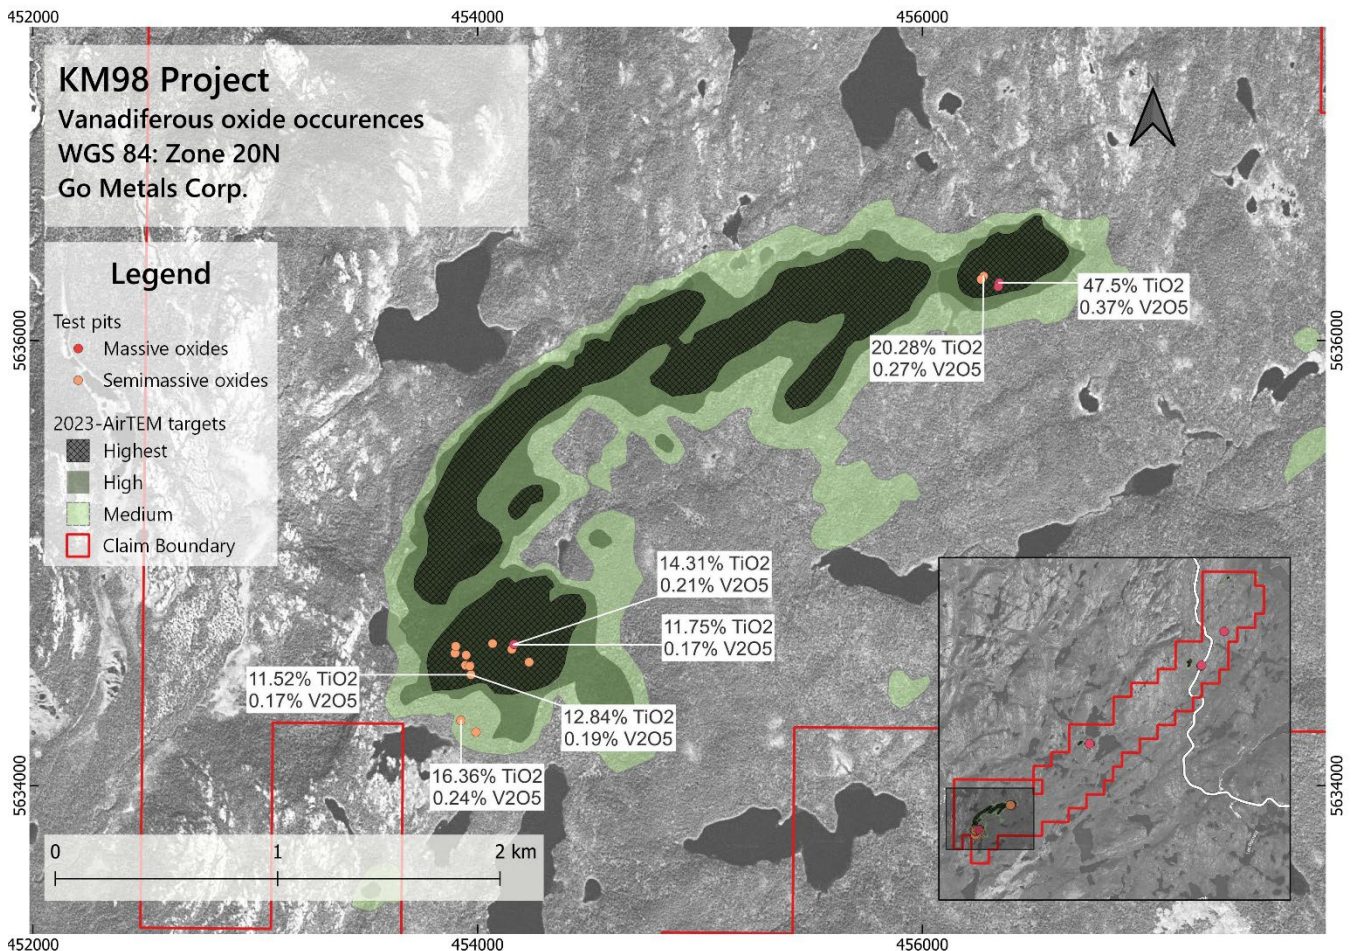 452000
454000
456000
KM98 Project
Vanadiferous oxide occurences
WGS 84: Zone 20N
Go Metals Corp.
N
Legend
Test pits
Massive oxides
Semimassive oxides
2023-AirTEM targets
Highest
High
Medium
Claim Boundary
5636000
5636000
47.5% TiO2
0.37% V2O5
20.28% TiO2
0.27% V2O5
14.31% TiO2
0.21% V2O5
11.75% TiO2
0.17% V2O5
11.52% TiO2
0.17% V2O5
12.84% TiO2
0.19% V2O5
16.36% TiO2
0.24% V2O5
5634000
5634000
0 1 2 km
452000
454000
456000